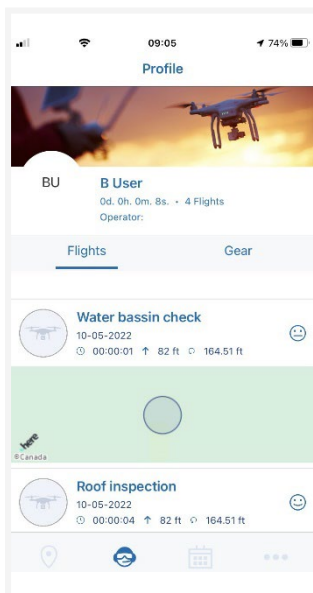 09:05
74%
Profile
BU
B User
0d. 0h. 0m. 8s. • 4 Flights
Operator:
Flights
Gear
Water bassin check
10-05-2022
00:00:01 ↑ 82 ft 164.51 ft
here
©Canada
Roof inspection
10-05-2022
00:00:04 ↑ 82 ft 164.51 ft